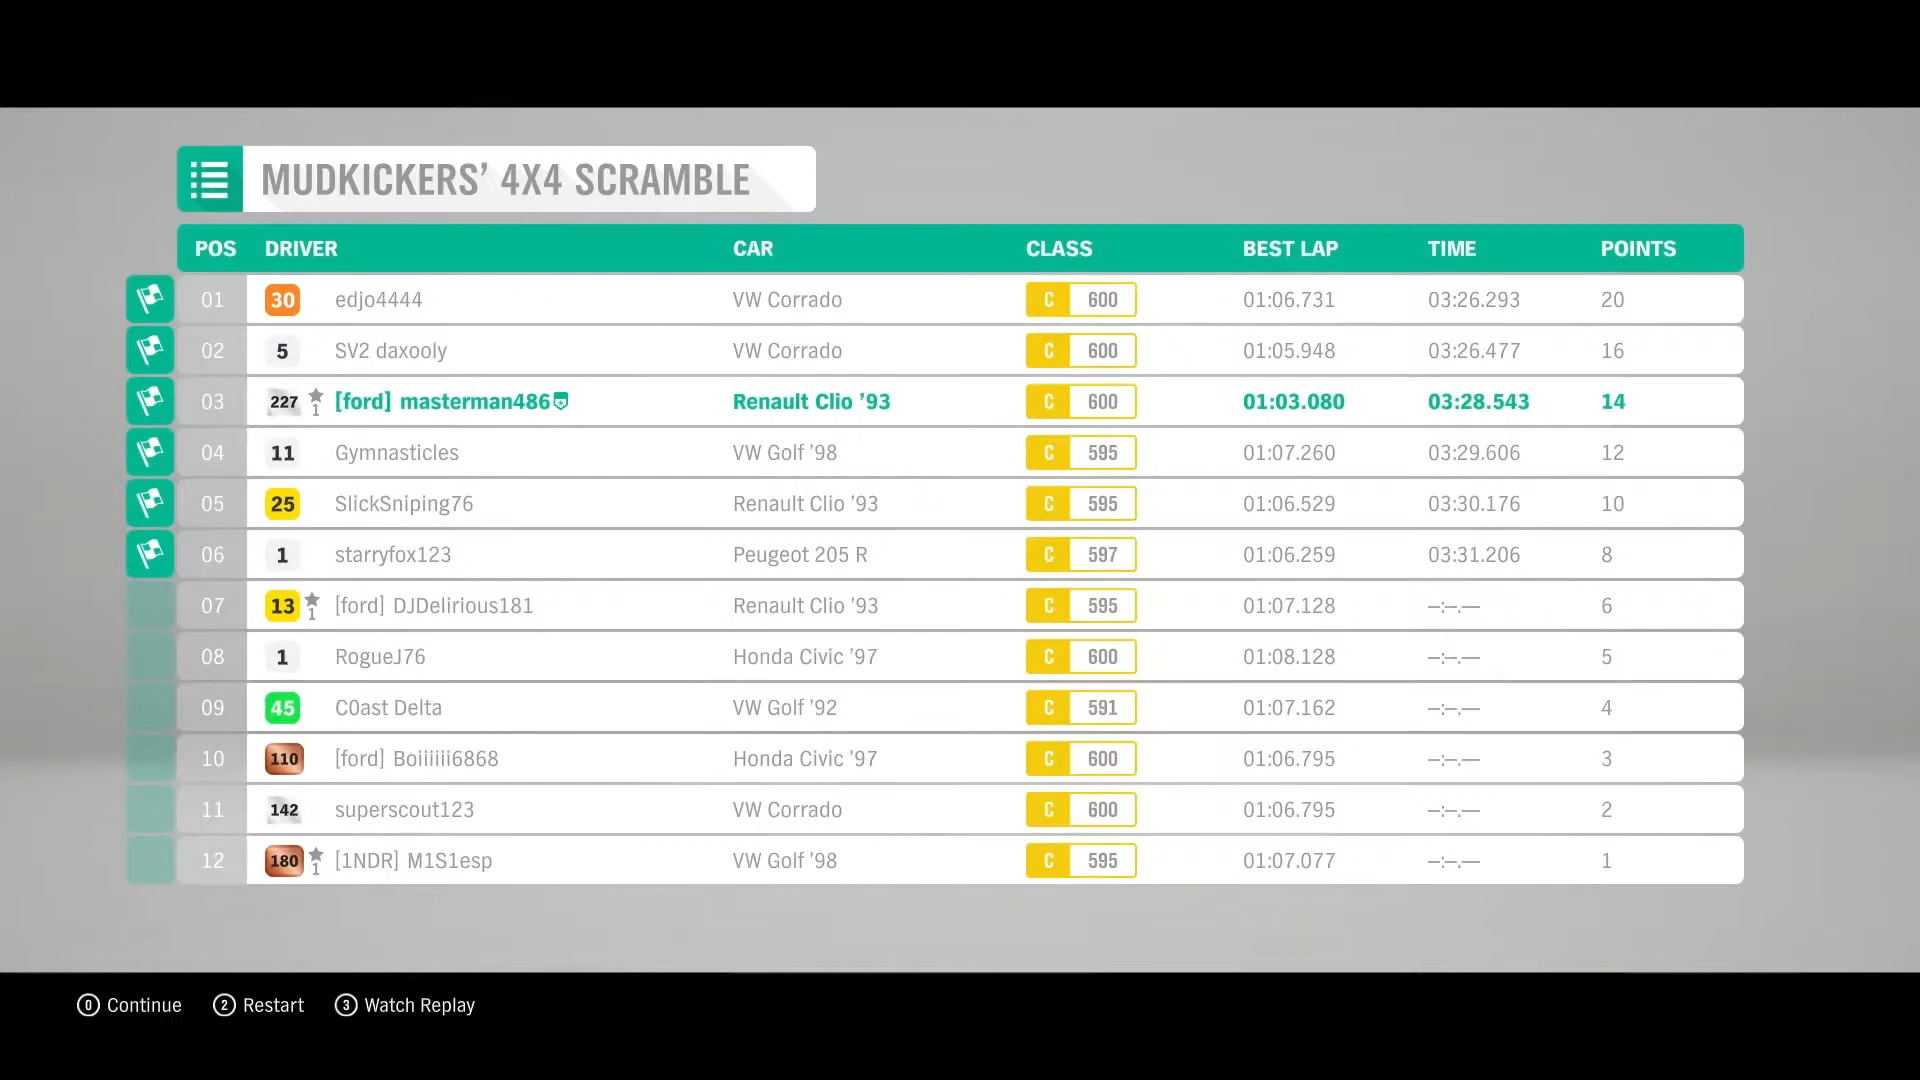 MUDKICKERS’ 4X4 SCRAMBLE
POS DRIVER CAR CLASS BEST LAP TIME POINTS
01 30 edjo4444 VW Corrado C 600 01:06.731 03:26.293 20
02 5 SV2 daxooly VW Corrado C 600 01:05.948 03:26.477 16
03 227 1 [ford] masterman486 Renault Clio ’93 C 600 01:03.080 03:28.543 14
04 11 Gymnasticles VW Golf ’98 C 595 01:07.260 03:29.606 12
05 25 SlickSniping76 Renault Clio ’93 C 595 01:06.529 03:30.176 10
06 1 starryfox123 Peugeot 205 R C 597 01:06.259 03:31.206 8
07 13 1 [ford] DJDelirious181 Renault Clio ’93 C 595 01:07.128 –:–.— 6
08 1 RogueJ76 Honda Civic ’97 C 600 01:08.128 –:–.— 5
09 45 C0ast Delta VW Golf ’92 C 591 01:07.162 –:–.— 4
10 110 [ford] Boiiiiii6868 Honda Civic ’97 C 600 01:06.795 –:–.— 3
11 142 superscout123 VW Corrado C 600 01:06.795 –:–.— 2
12 180 1 [1NDR] M1S1esp VW Golf ’98 C 595 01:07.077 –:–.— 1
0 Continue 2 Restart 3 Watch Replay